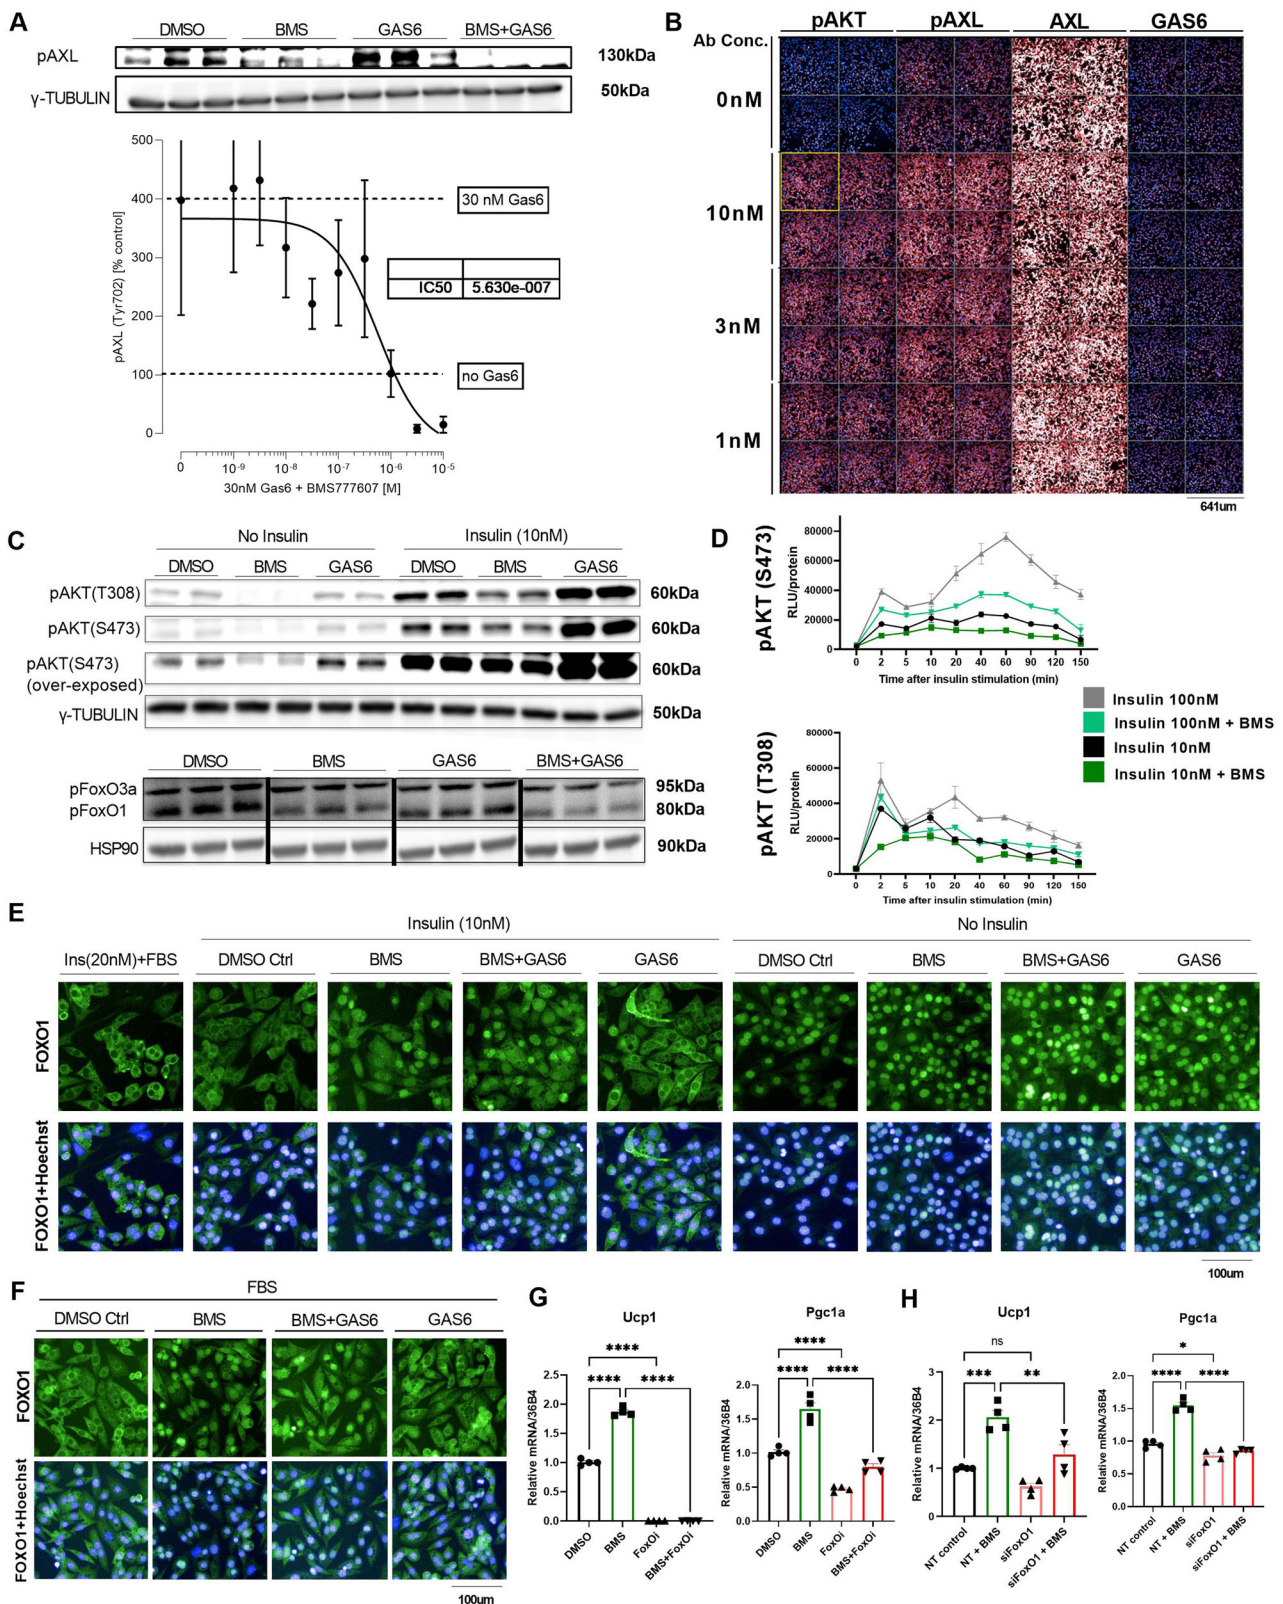 A
DMSO BMS GAS6 BMS+GAS6
pAXL 130kDa
γ-TUBULIN 50kDa
pAXL (Tyr702) [% control]
500
400
300
200
100
0
30 nM Gas6
IC50 5.630e-007
no Gas6
0 10-9 10-8 10-7 10-6 10-5
30nM Gas6 + BMS777607 [M]
B
pAKT pAXL AXL GAS6
Ab Conc.
0nM
10nM
3nM
1nM
641um
C
No Insulin Insulin (10nM)
DMSO BMS GAS6 DMSO BMS GAS6
pAKT(T308) 60kDa
pAKT(S473) 60kDa
pAKT(S473)
(over-exposed)
60kDa
γ-TUBULIN 50kDa
DMSO BMS GAS6 BMS+GAS6
pFoxO3a 95kDa
pFoxO1 80kDa
HSP90 90kDa
D
pAKT (S473)
RLU/protein
80000
60000
40000
20000
0
0 2 5 10 20 40 60 90 120 150
Time after insulin stimulation (min)
Insulin 100nM
Insulin 100nM + BMS
Insulin 10nM
Insulin 10nM + BMS
pAKT (T308)
RLU/protein
80000
60000
40000
20000
0
0 2 5 10 20 40 60 90 120 150
Time after insulin stimulation (min)
E
Insulin (10nM) No Insulin
Ins(20nM)+FBS DMSO Ctrl BMS BMS+GAS6 GAS6 DMSO Ctrl BMS BMS+GAS6 GAS6
FOXO1
FOXO1+Hoechst
100um
F
FBS
DMSO Ctrl BMS BMS+GAS6 GAS6
FOXO1
FOXO1+Hoechst
100um
G
Ucp1
****
**** ****
Relative mRNA/36B4
2.5
2.0
1.5
1.0
0.5
0.0
DMSO BMS FoxOi BMS+FoxOi
Pgc1a
****
**** ****
Relative mRNA/36B4
2.0
1.5
1.0
0.5
0.0
DMSO BMS FoxOi BMS+FoxOi
H
Ucp1
ns
*** **
Relative mRNA/36B4
3
2
1
0
NT control NT + BMS siFoxO1 siFoxO1 + BMS
Pgc1a
*
**** ****
Relative mRNA/36B4
2.0
1.5
1.0
0.5
0.0
NT control NT + BMS siFoxO1 siFoxO1 + BMS